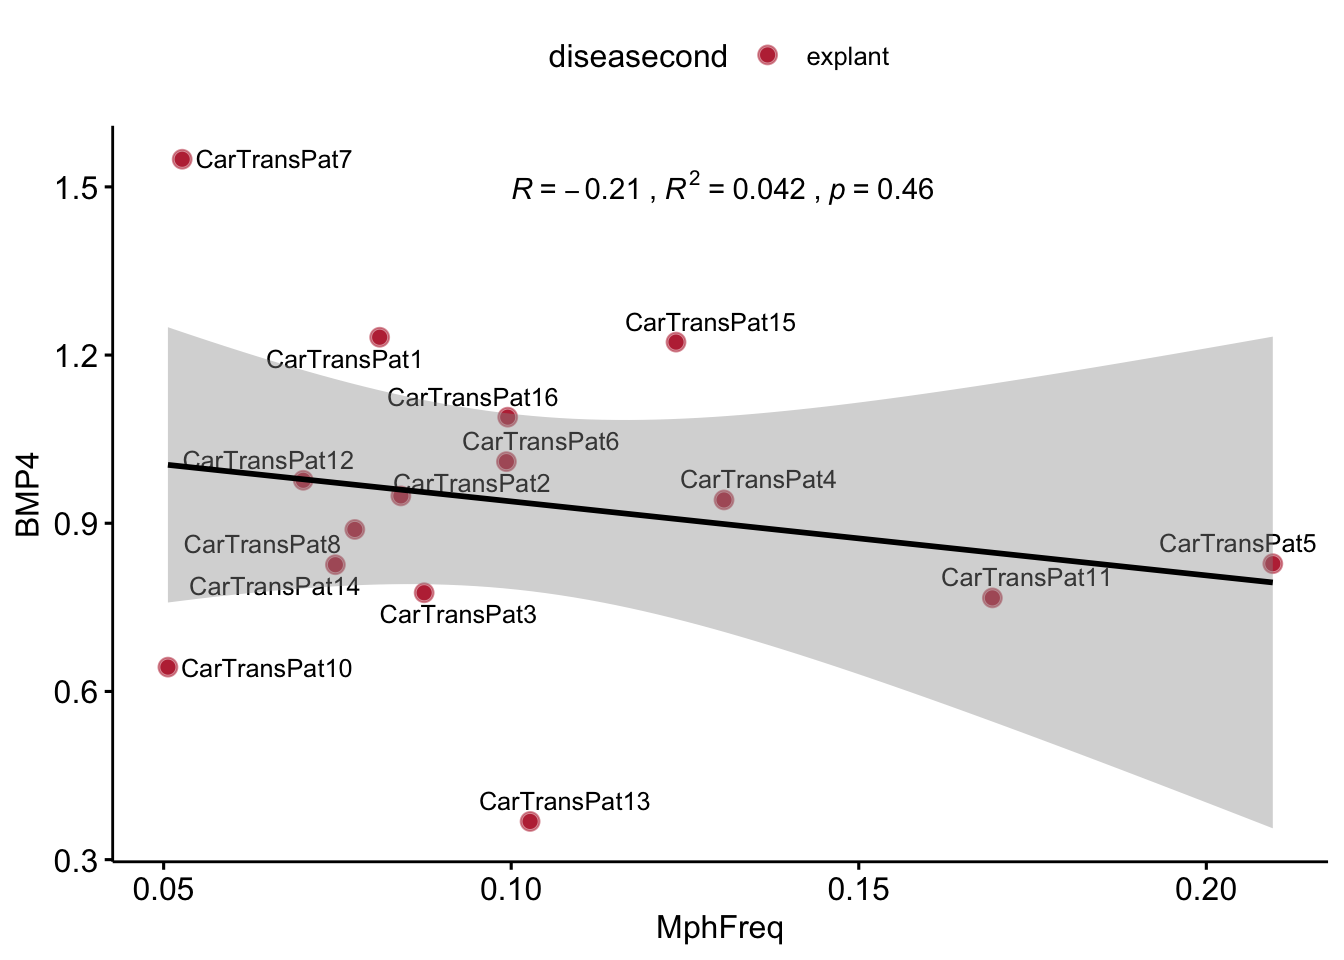 diseasecond explant
CarTransPat7
R = −0.21 , R² = 0.042 , p = 0.46
1.5
CarTransPat15
1.2
CarTransPat1
CarTransPat16
CarTransPat6
CarTransPat12
CarTransPat2
CarTransPat4
BMP4
0.9
CarTransPat8
CarTransPat5
CarTransPat14
CarTransPat11
CarTransPat3
CarTransPat10
0.6
CarTransPat13
0.3
0.05 0.10 0.15 0.20
MphFreq